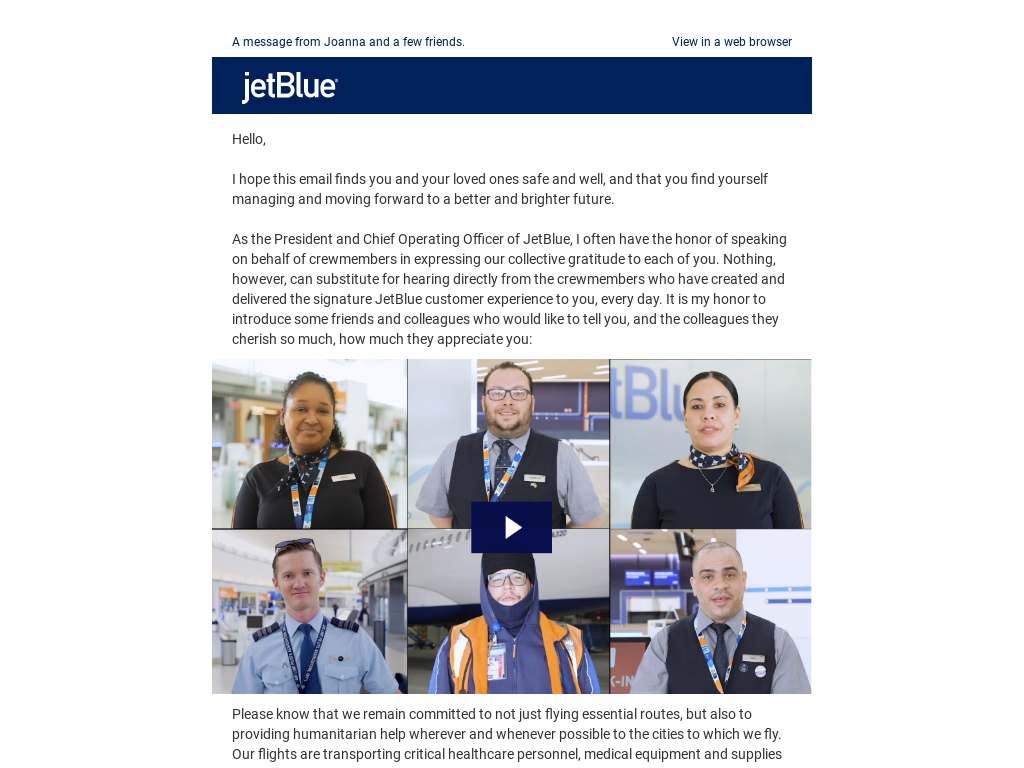 A message from Joanna and a few friends.
View in a web browser
jetBlue
Hello,
I hope this email finds you and your loved ones safe and well, and that you find yourself
managing and moving forward to a better and brighter future.
As the President and Chief Operating Officer of JetBlue, I often have the honor of speaking
on behalf of crewmembers in expressing our collective gratitude to each of you. Nothing,
however, can substitute for hearing directly from the crewmembers who have created and
delivered the signature JetBlue customer experience to you, every day. It is my honor to
introduce some friends and colleagues who would like to tell you, and the colleagues they
cherish so much, how much they appreciate you:
etBlu
A320
K-IN
Please know that we remain committed to not just flying essential routes, but also to
providing humanitarian help wherever and whenever possible to the cities to which we fly.
Our flights are transporting critical healthcare personnel, medical equipment and supplies